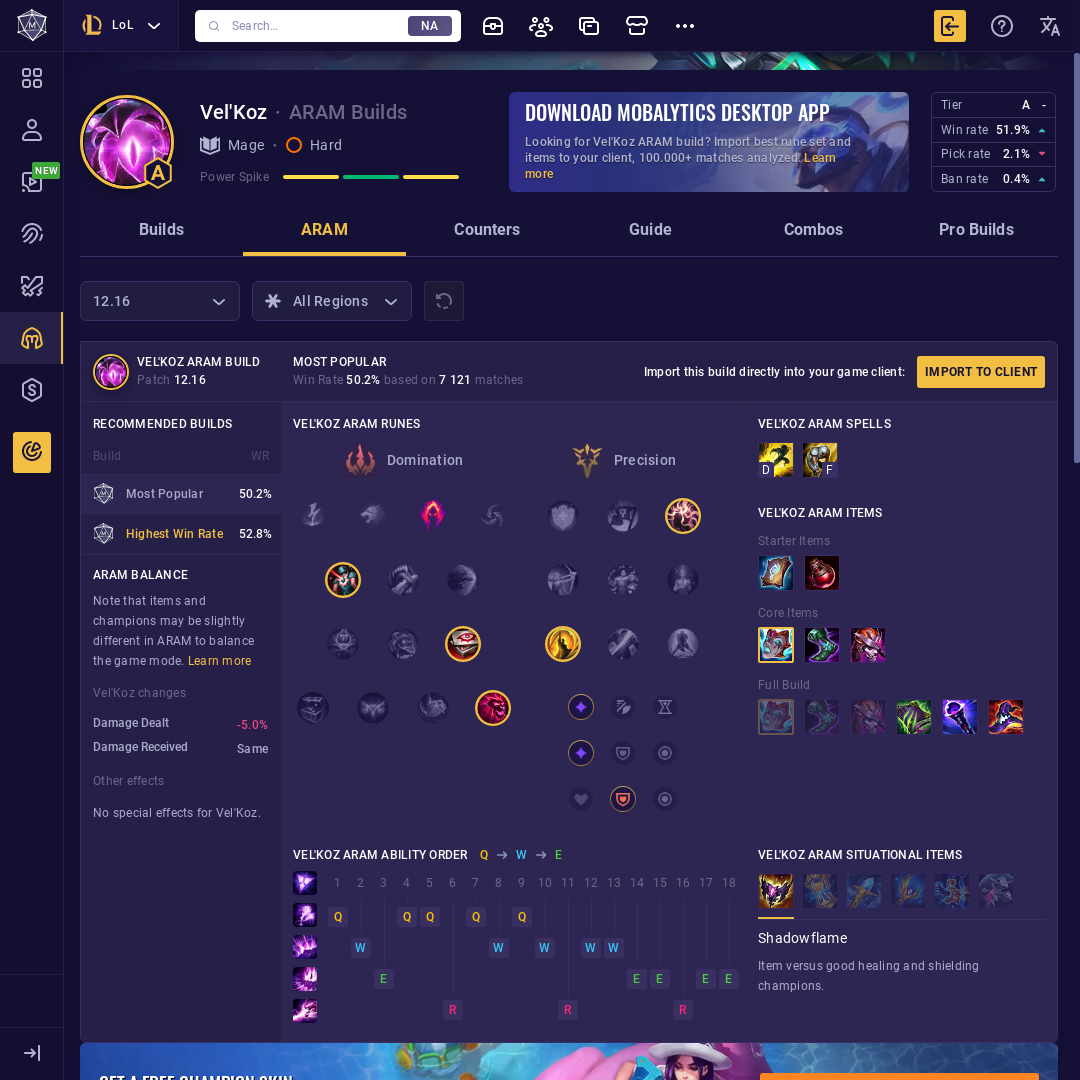 LoL
Search...
NA
NEW
Vel'Koz · ARAM Builds
Mage • Hard
Power Spike
A
DOWNLOAD MOBALYTICS DESKTOP APP
Looking for Vel'Koz ARAM build? Import best rune set and
items to your client, 100.000+ matches analyzed. Learn
more
Tier A -
Win rate 51.9%
Pick rate 2.1%
Ban rate 0.4%
Builds ARAM Counters Guide Combos Pro Builds
12.16 All Regions
VEL'KOZ ARAM BUILD
Patch 12.16
MOST POPULAR
Win Rate 50.2% based on 7 121 matches
Import this build directly into your game client: IMPORT TO CLIENT
RECOMMENDED BUILDS
Build WR
Most Popular 50.2%
Highest Win Rate 52.8%
ARAM BALANCE
Note that items and
champions may be slightly
different in ARAM to balance
the game mode. Learn more
Vel'Koz changes
Damage Dealt -5.0%
Damage Received Same
Other effects
No special effects for Vel'Koz.
VEL'KOZ ARAM RUNES
Domination Precision
VEL'KOZ ARAM SPELLS
D F
VEL'KOZ ARAM ITEMS
Starter Items
Core Items
Full Build
VEL'KOZ ARAM ABILITY ORDER Q → W → E
1 2 3 4 5 6 7 8 9 10 11 12 13 14 15 16 17 18
Q Q Q Q Q
W W W W W
E E E E E
R R R
VEL'KOZ ARAM SITUATIONAL ITEMS
Shadowflame
Item versus good healing and shielding
champions.
GET A FREE CHAMPION SKIN